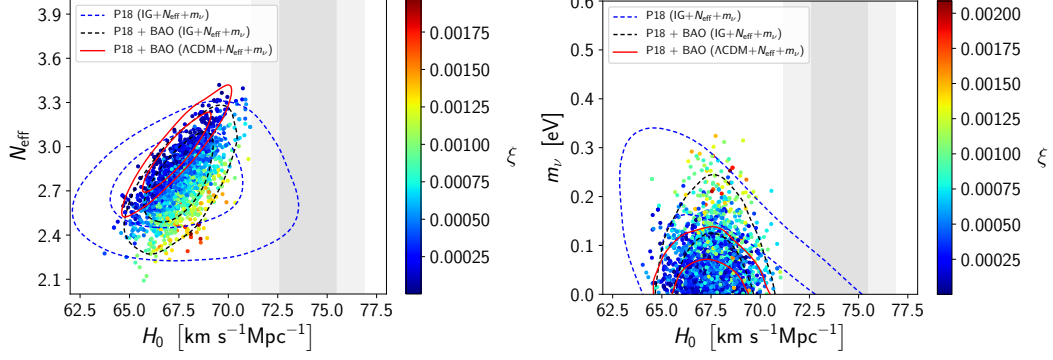 P18 (IG+N_eff+m_ν)
P18 + BAO (IG+N_eff+m_ν)
P18 + BAO (ΛCDM+N_eff+m_ν)
3.9
3.6
3.3
3.0
2.7
2.4
2.1
N_eff
62.5 65.0 67.5 70.0 72.5 75.0 77.5
H_0 [km s^−1Mpc^−1]
0.00175
0.00150
0.00125
0.00100
0.00075
0.00050
0.00025
ξ
P18 (IG+N_eff+m_ν)
P18 + BAO (IG+N_eff+m_ν)
P18 + BAO (ΛCDM+N_eff+m_ν)
0.6
0.5
0.4
0.3
0.2
0.1
0.0
m_ν [eV]
62.5 65.0 67.5 70.0 72.5 75.0 77.5
H_0 [km s^−1Mpc^−1]
0.00200
0.00175
0.00150
0.00125
0.00100
0.00075
0.00050
0.00025
ξ